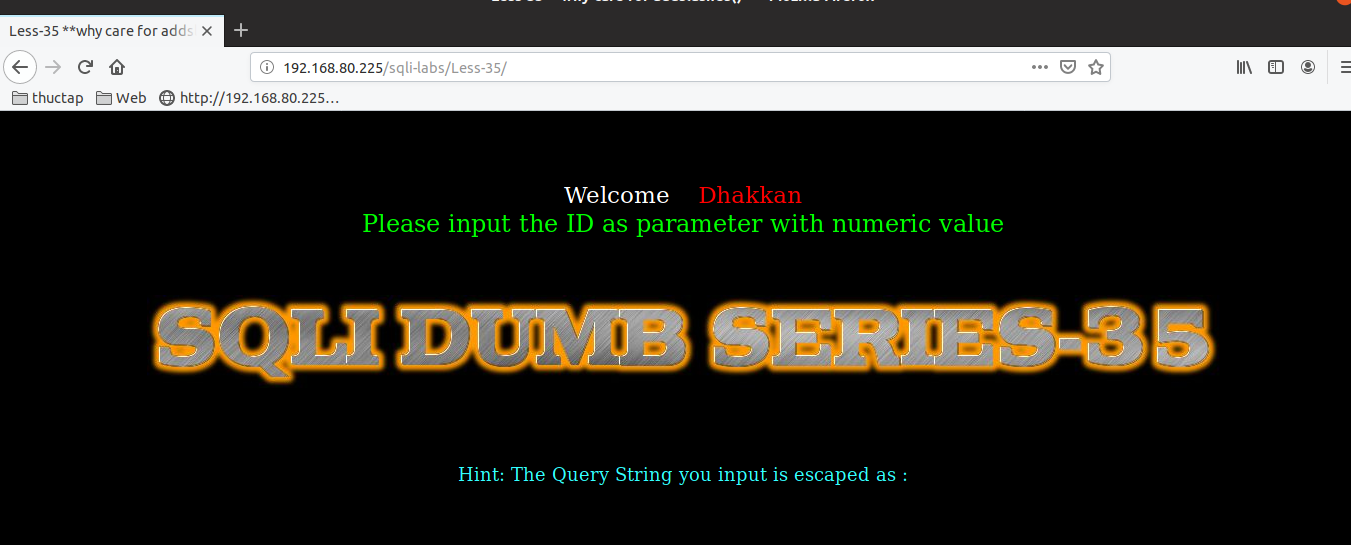 Less-35 **why care for adds
192.168.80.225/sqli-labs/Less-35/
thuctap Web http://192.168.80.225…
Welcome Dhakkan
Please input the ID as parameter with numeric value
SQLI DUMB SERIES-35
Hint: The Query String you input is escaped as :